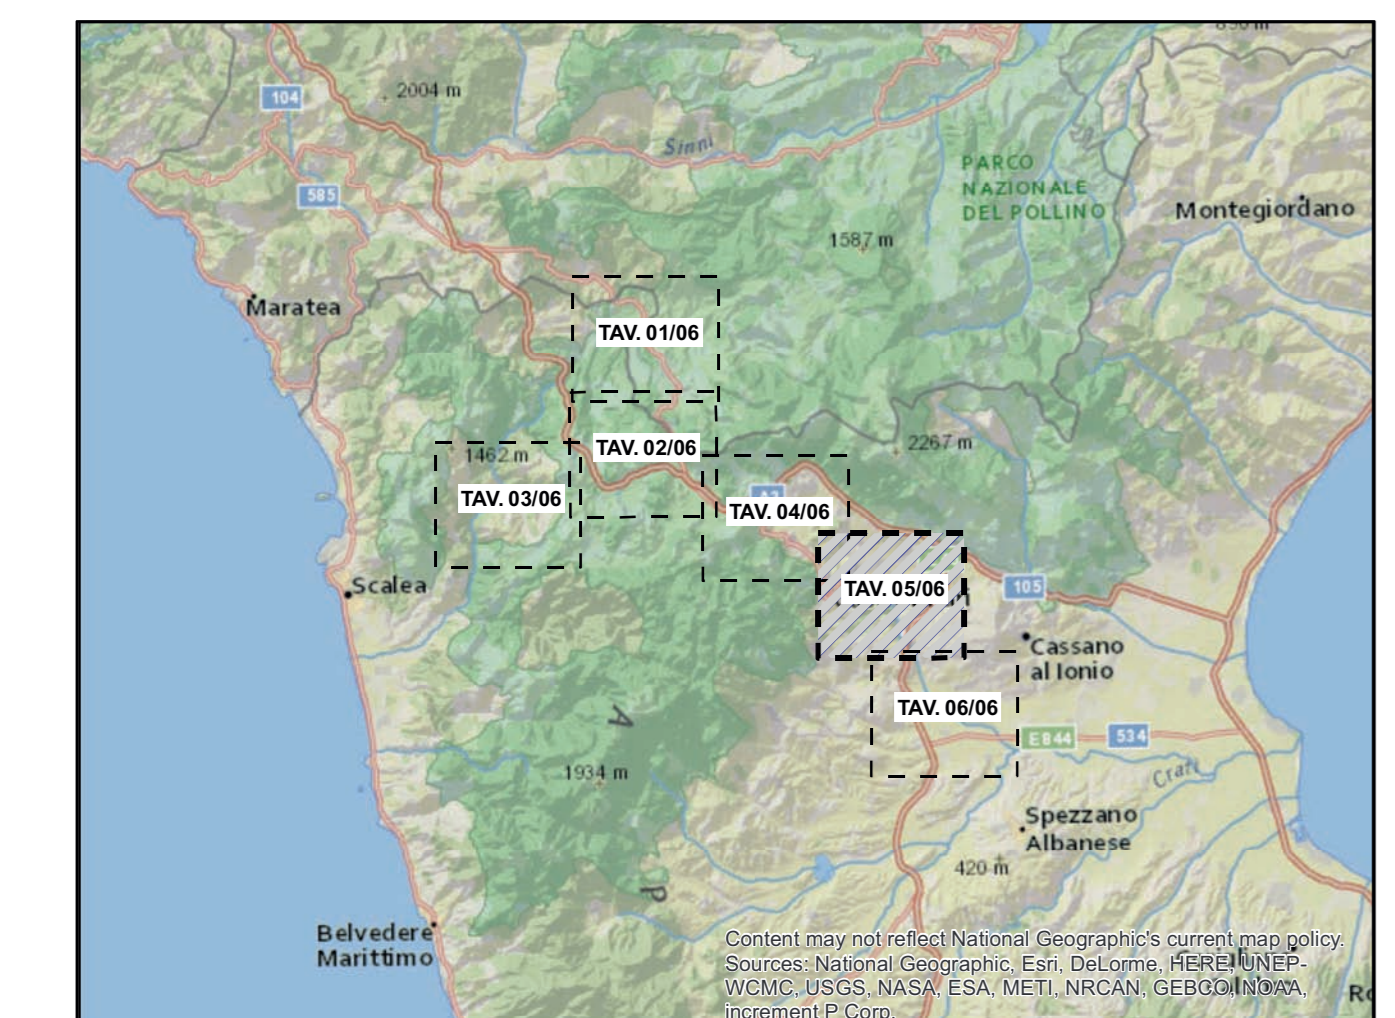 104
2004 m
Sinni
585
PARCO
NAZIONALE
DEL POLLINO
Montegiordano
1587 m
Maratea
TAV. 01/06
TAV. 02/06
2267 m
1462 m
TAV. 03/06
TAV. 04/06
Scalea
TAV. 05/06
105
Cassano
al Ionio
TAV. 06/06
A
E844
534
1934 m
Crati
Spezzano
Albanese
420 m
P
Belvedere
Marittimo
Content may not reflect National Geographic's current map policy.
Sources: National Geographic, Esri, DeLorme, HERE, UNEP-
WCMC, USGS, NASA, ESA, METI, NRCAN, GEBCO, NOAA,
increment P Corp.